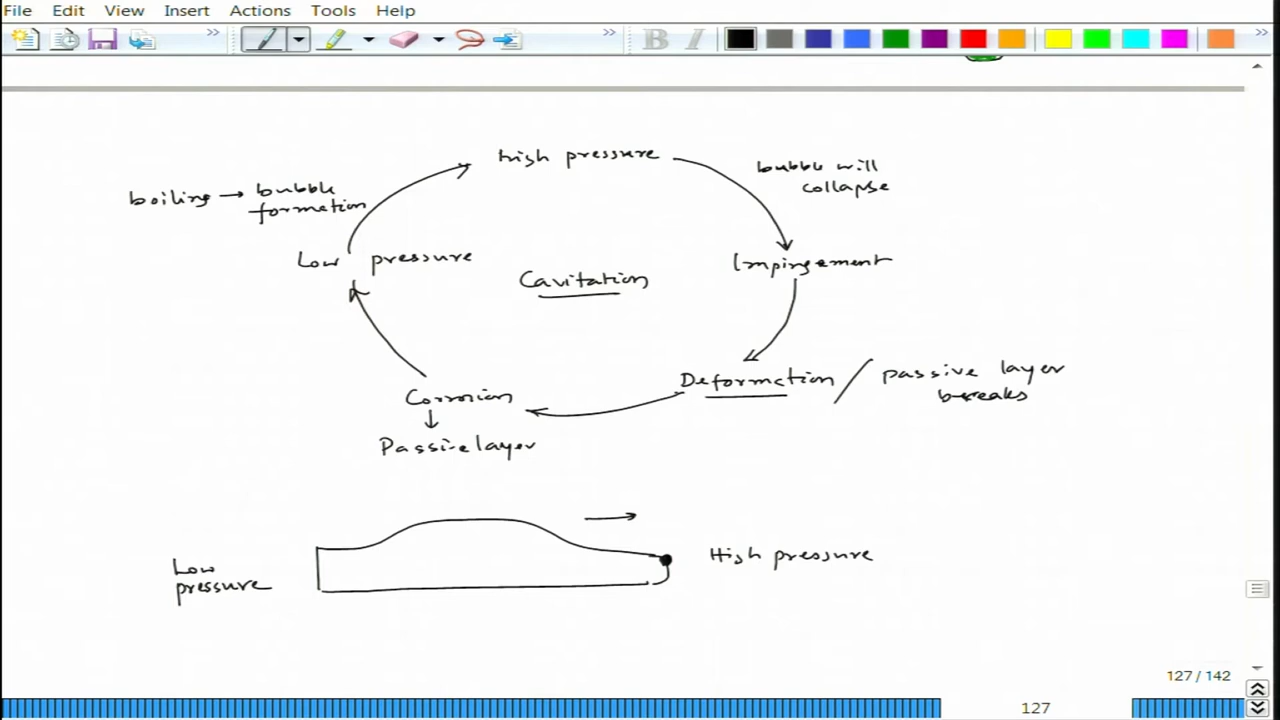 File Edit View Insert Actions Tools Help
B I
high pressure
bubble will
collapse
boiling → bubble
formation
Low pressure
Cavitation
Impingement
Deformation / passive layer
breaks
Corrosion
↓
Passive layer
→
Low
pressure
High pressure
127 / 142
127